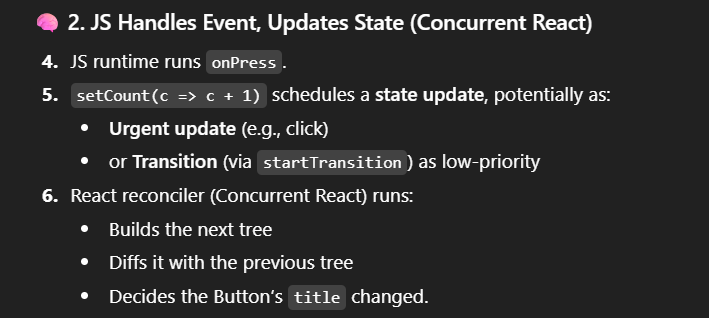 🧠 2. JS Handles Event, Updates State (Concurrent React)
4. JS runtime runs onPress.
5. setCount(c => c + 1) schedules a state update, potentially as:
• Urgent update (e.g., click)
• or Transition (via startTransition) as low-priority
6. React reconciler (Concurrent React) runs:
• Builds the next tree
• Diffs it with the previous tree
• Decides the Button’s title changed.